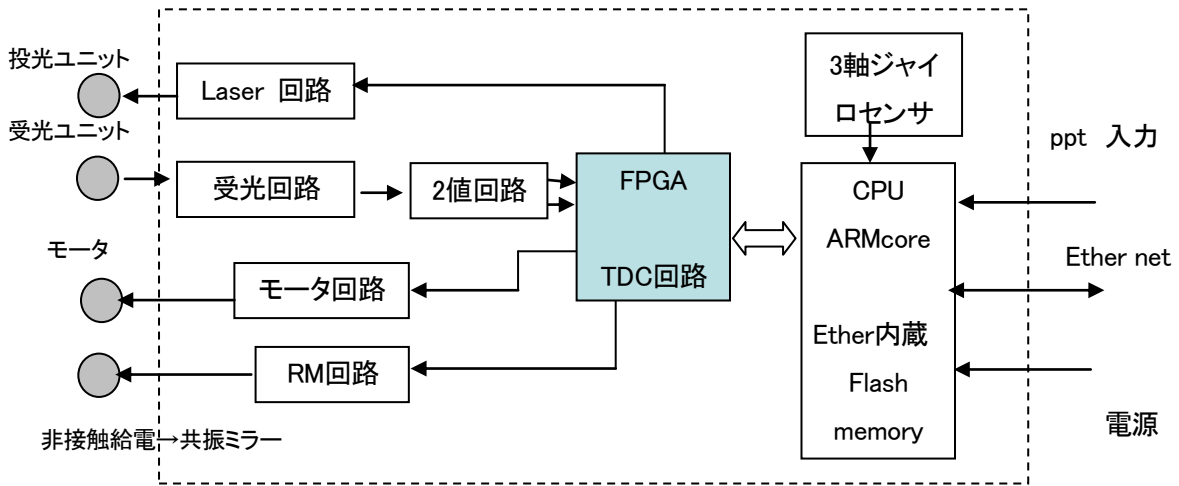 投光ユニット
Laser 回路
3軸ジャイ
ロセンサ
受光ユニット
ppt 入力
受光回路
2値回路
FPGA
TDC回路
CPU
ARMcore
Ether内蔵
Flash
memory
モータ
モータ回路
Ether net
RM回路
電源
非接触給電→共振ミラー